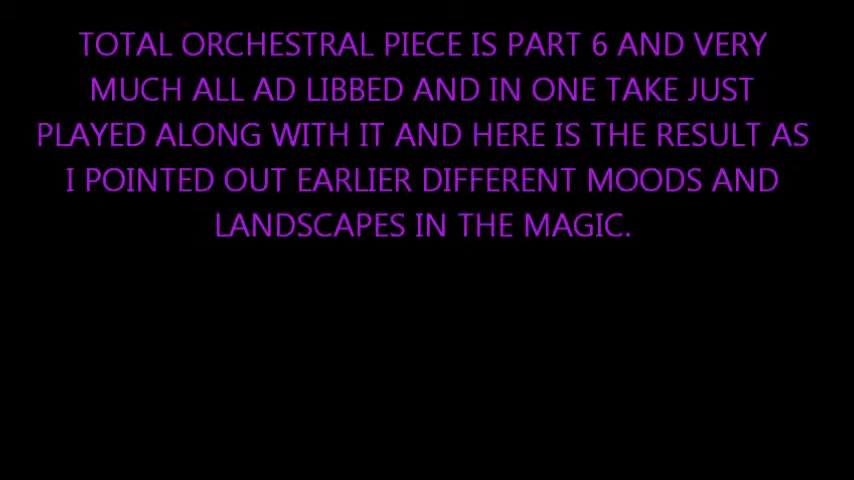 TOTAL ORCHESTRAL PIECE IS PART 6 AND VERY
MUCH ALL AD LIBBED AND IN ONE TAKE JUST
PLAYED ALONG WITH IT AND HERE IS THE RESULT AS
I POINTED OUT EARLIER DIFFERENT MOODS AND
LANDSCAPES IN THE MAGIC.